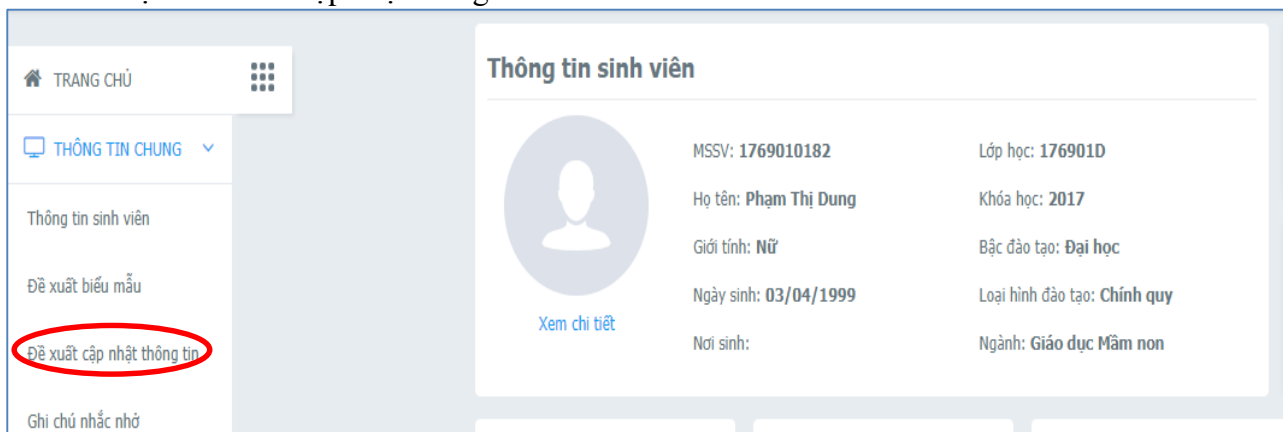 TRANG CHỦ
THÔNG TIN CHUNG
Thông tin sinh viên
Đề xuất biểu mẫu
Đề xuất cập nhật thông tin
Ghi chú nhắc nhở
Thông tin sinh viên
Xem chi tiết
MSSV: 1769010182
Họ tên: Phạm Thị Dung
Giới tính: Nữ
Ngày sinh: 03/04/1999
Nơi sinh:
Lớp học: 176901D
Khóa học: 2017
Bậc đào tạo: Đại học
Loại hình đào tạo: Chính quy
Ngành: Giáo dục Mầm non